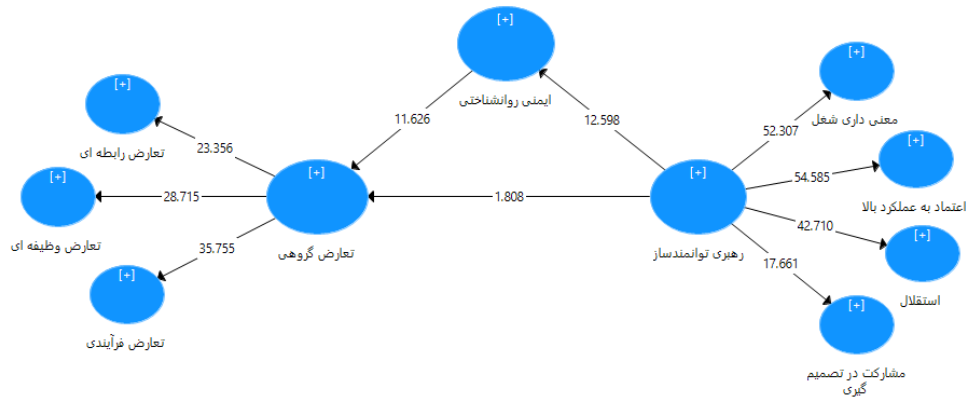 [+]
ایمنی روانشناختی
[+]
معنی داری شغل
[+]
تعارض رابطه ای
[+]
اعتماد به عملکرد بالا
[+]
تعارض وظیفه ای
[+]
تعارض گروهی
[+]
رهبری توانمندساز
[+]
استقلال
[+]
تعارض فرآیندی
[+]
مشارکت در تصمیم
گیری
11.626
12.598
52.307
23.356
54.585
28.715
1.808
42.710
35.755
17.661